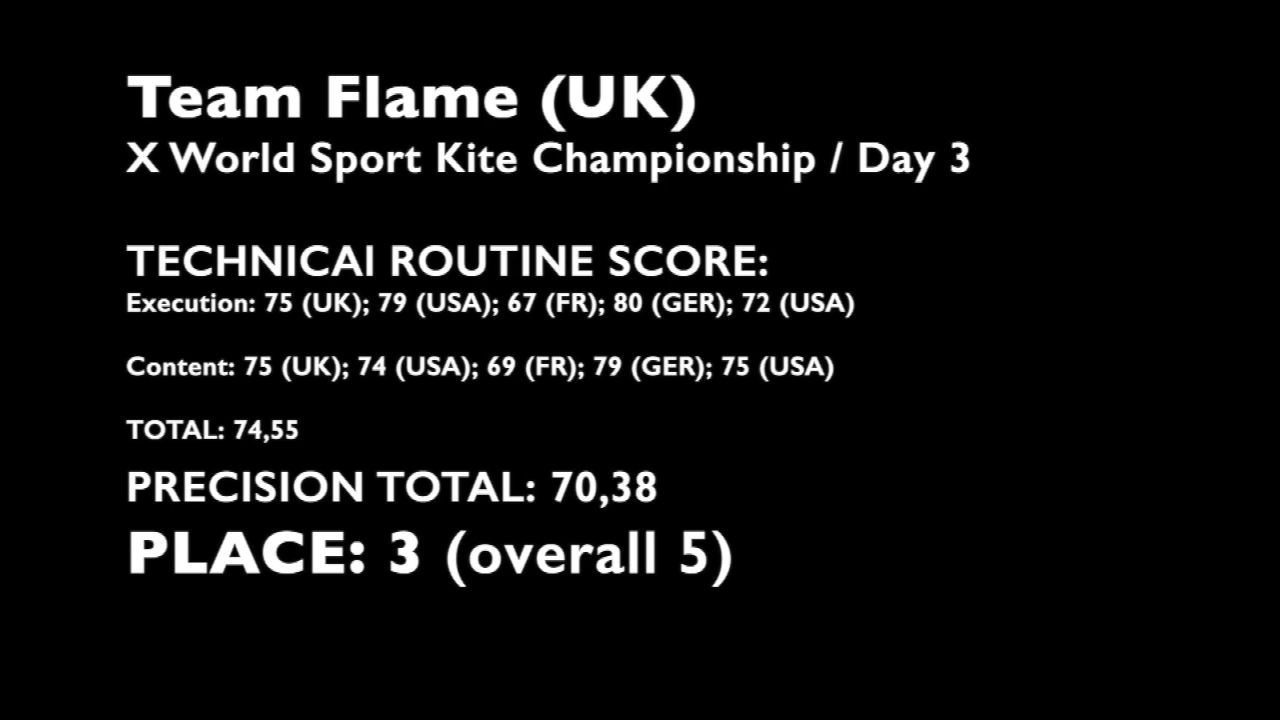 Team Flame (UK)
X World Sport Kite Championship / Day 3
TECHNICAl ROUTINE SCORE:
Execution: 75 (UK); 79 (USA); 67 (FR); 80 (GER); 72 (USA)
Content: 75 (UK); 74 (USA); 69 (FR); 79 (GER); 75 (USA)
TOTAL: 74,55
PRECISION TOTAL: 70,38
PLACE: 3 (overall 5)